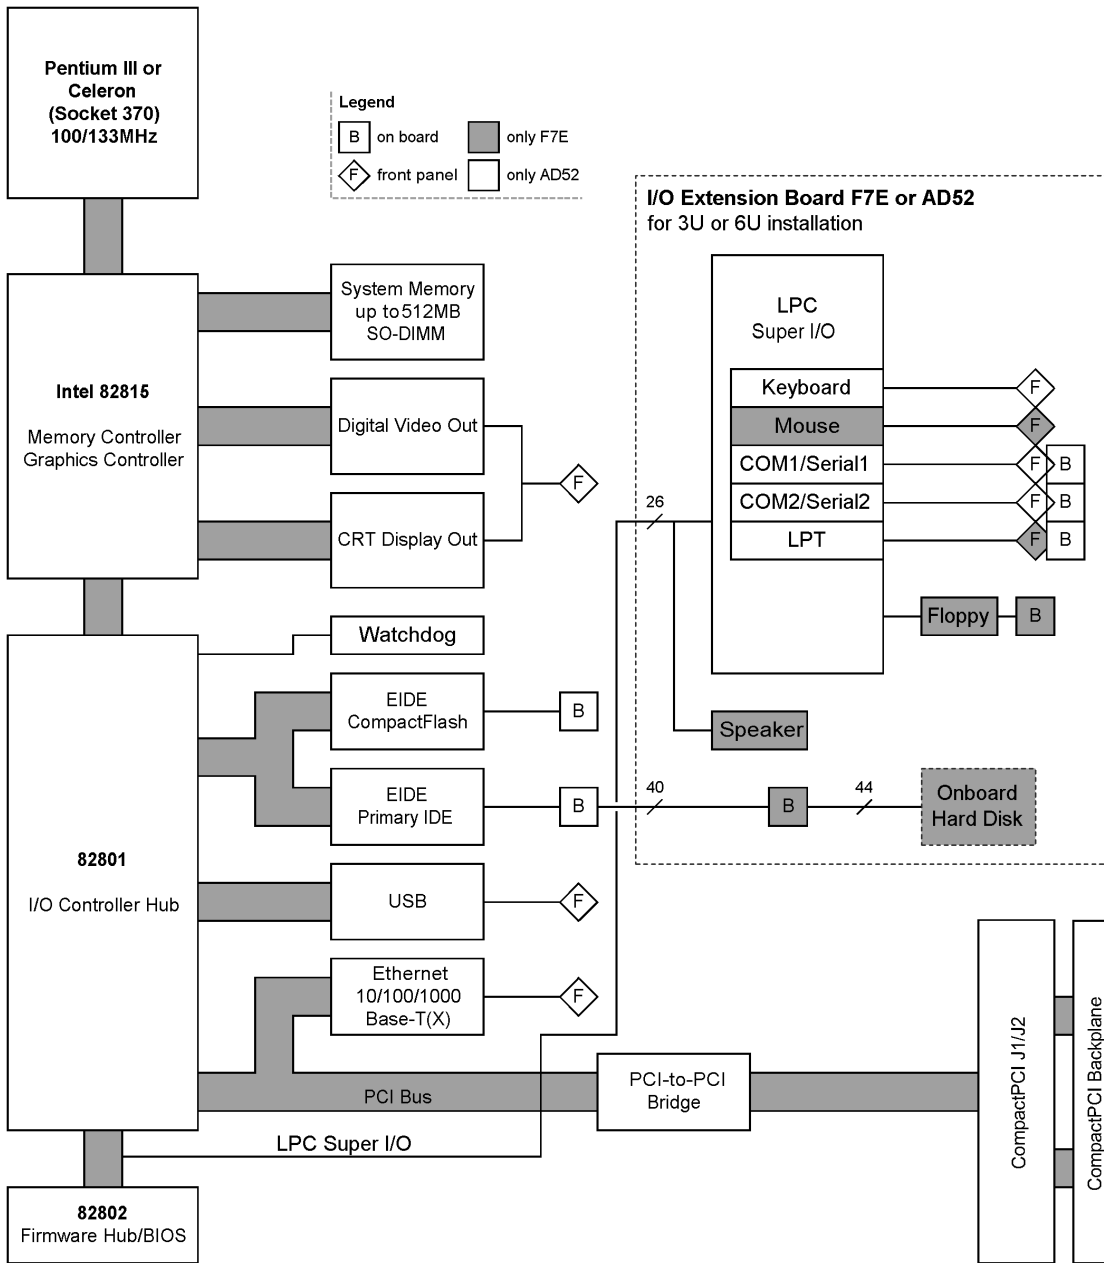 Pentium III or
Celeron
(Socket 370)
100/133MHz
Legend
B on board
only F7E
F front panel
only AD52
I/O Extension Board F7E or AD52
for 3U or 6U installation
System Memory
up to 512MB
SO-DIMM
LPC
Super I/O
Intel 82815
Memory Controller
Graphics Controller
Digital Video Out
CRT Display Out
F
Keyboard
F
Mouse
F
COM1/Serial1
F B
COM2/Serial2
F B
LPT
F B
26
Floppy
B
Watchdog
EIDE
CompactFlash
B
Speaker
EIDE
Primary IDE
B
40
B
44
Onboard
Hard Disk
82801
I/O Controller Hub
USB
F
Ethernet
10/100/1000
Base-T(X)
F
PCI Bus
PCI-to-PCI
Bridge
CompactPCI J1/J2
CompactPCI Backplane
LPC Super I/O
82802
Firmware Hub/BIOS